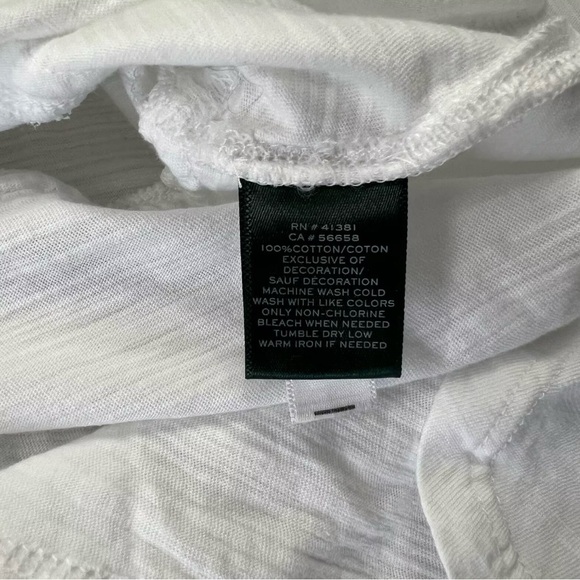 RN # 41381
CA # 56658
100%COTTON/COTON
EXCLUSIVE OF
DECORATION/
SAUF DÉCORATION
MACHINE WASH COLD
WASH WITH LIKE COLORS
ONLY NON-CHLORINE
BLEACH WHEN NEEDED
TUMBLE DRY LOW
WARM IRON IF NEEDED